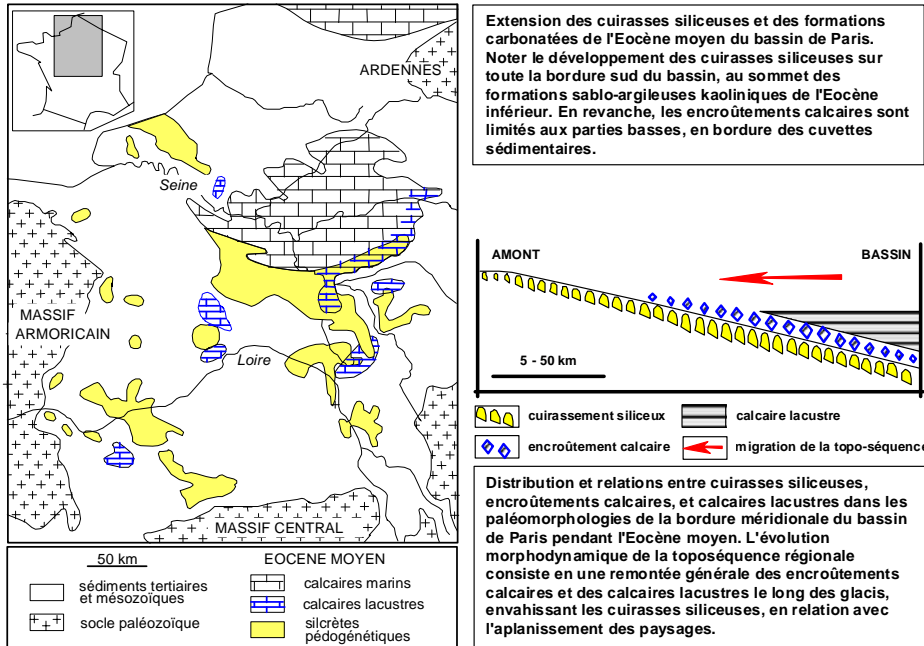 ARDENNES
Seine
MASSIF
ARMORICAIN
Loire
MASSIF CENTRAL
50 km
EOCENE MOYEN
sédiments tertiaires
et mésozoïques
socle paléozoïque
calcaires marins
calcaires lacustres
silcrètes
pédogénétiques
Extension des cuirasses siliceuses et des formations
carbonatées de l'Eocène moyen du bassin de Paris.
Noter le développement des cuirasses siliceuses sur
toute la bordure sud du bassin, au sommet des
formations sablo-argileuses kaoliniques de l'Eocène
inférieur. En revanche, les encroûtements calcaires sont
limités aux parties basses, en bordure des cuvettes
sédimentaires.
AMONT
BASSIN
5 - 50 km
cuirassement siliceux
calcaire lacustre
encroûtement calcaire
migration de la topo-séquence
Distribution et relations entre cuirasses siliceuses,
encroûtements calcaires, et calcaires lacustres dans les
paléomorphologies de la bordure méridionale du bassin
de Paris pendant l'Eocène moyen. L'évolution
morphodynamique de la toposéquence régionale
consiste en une remontée générale des encroûtements
calcaires et des calcaires lacustres le long des glacis,
envahissant les cuirasses siliceuses, en relation avec
l'aplanissement des paysages.